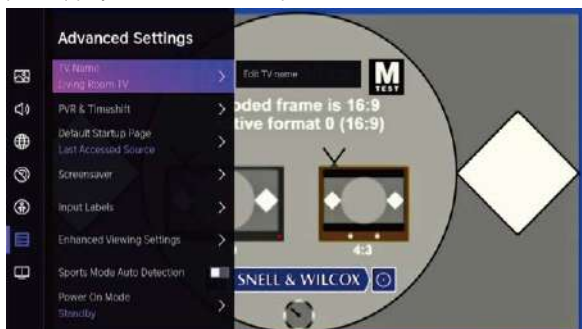 Advanced Settings
TV Name
Living Room TV
Edit TV name
PVR & Timeshift
Default Startup Page
Last Accessed Source
Screensaver
Input Labels
Enhanced Viewing Settings
Sports Mode Auto Detection
Power On Mode
Standby
M
TEST
oded frame is 16:9
tive format 0 (16:9)
4:3
SNELL & WILCOX